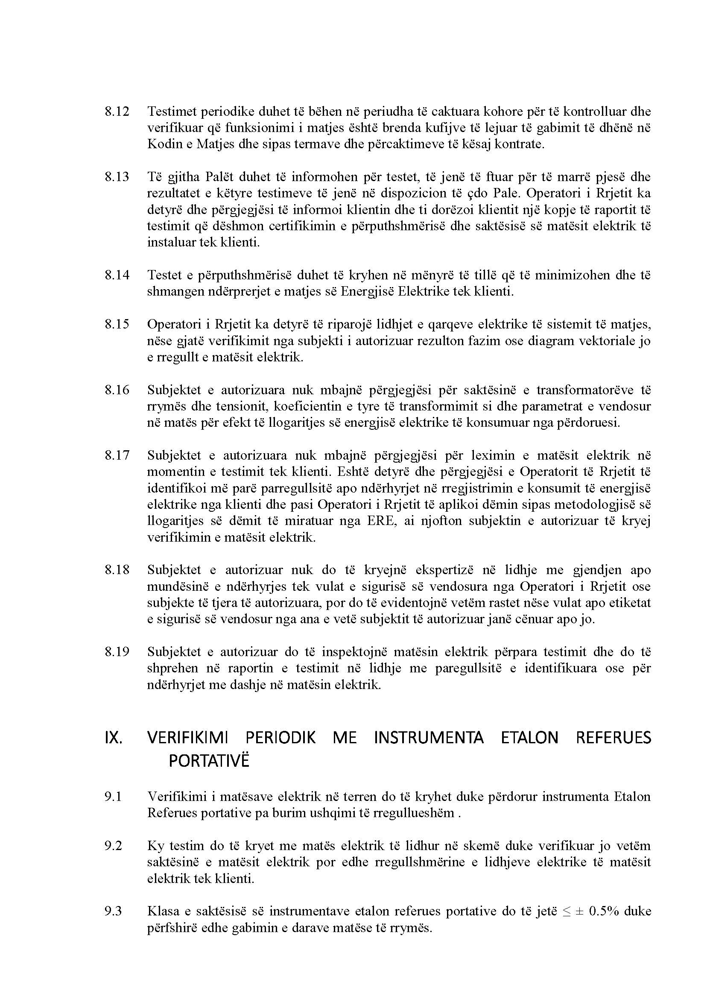 8.12 Testimet periodike duhet të bëhen në periudha të caktuara kohore për të kontrolluar dhe
verifikuar që funksionimi i matjes është brenda kufijve të lejuar të gabimit të dhënë në
Kodin e Matjes dhe sipas termave dhe përcaktimeve të kësaj kontrate.
8.13 Të gjitha Palët duhet të informohen për testet, të jenë të ftuar për të marrë pjesë dhe
rezultatet e këtyre testimeve të jenë në dispozicion të çdo Pale. Operatori i Rrjetit ka
detyrë dhe përgjegjësi të informoi klientin dhe ti dorëzoi klientit një kopje të raportit të
testimit që dëshmon certifikimin e përputhshmërisë dhe saktësisë së matësit elektrik të
instaluar tek klienti.
8.14 Testet e përputhshmërisë duhet të kryhen në mënyrë të tillë që të minimizohen dhe të
shmangen ndërprerjet e matjes së Energjisë Elektrike tek klienti.
8.15 Operatori i Rrjetit ka detyrë të riparojë lidhjet e qarqeve elektrike të sistemit të matjes,
nëse gjatë verifikimit nga subjekti i autorizuar rezulton fazim ose diagram vektoriale jo
e rregullt e matësit elektrik.
8.16 Subjektet e autorizuara nuk mbajnë përgjegjësi për saktësinë e transformatorëve të
rrymës dhe tensionit, koeficientin e tyre të transformimit si dhe parametrat e vendosur
në matës për efekt të llogaritjes së energjisë elektrike të konsumuar nga përdoruesi.
8.17 Subjektet e autorizuara nuk mbajnë përgjegjësi për leximin e matësit elektrik në
momentin e testimit tek klienti. Eshtë detyrë dhe përgjegjësi e Operatorit të Rrjetit të
identifikoi më parë parregullsitë apo ndërhyrjet në rregjistrimin e konsumit të energjisë
elektrike nga klienti dhe pasi Operatori i Rrjetit të aplikoi dëmin sipas metodologjisë së
llogaritjes së dëmit të miratuar nga ERE, ai njofton subjektin e autorizuar të kryej
verifikimin e matësit elektrik.
8.18 Subjektet e autorizuar nuk do të kryejnë ekspertizë në lidhje me gjendjen apo
mundësinë e ndërhyrjes tek vulat e sigurisë së vendosura nga Operatori i Rrjetit ose
subjekte të tjera të autorizuara, por do të evidentojnë vetëm rastet nëse vulat apo etiketat
e sigurisë së vendosur nga ana e vetë subjektit të autorizuar janë cënuar apo jo.
8.19 Subjektet e autorizuar do të inspektojnë matësin elektrik përpara testimit dhe do të
shprehen në raportin e testimit në lidhje me paregullsitë e identifikuara ose për
ndërhyrjet me dashje në matësin elektrik.
IX. VERIFIKIMI PERIODIK ME INSTRUMENTA ETALON REFERUES
PORTATIVË
9.1 Verifikimi i matësave elektrik në terren do të kryhet duke përdorur instrumenta Etalon
Referues portative pa burim ushqimi të rregullueshëm .
9.2 Ky testim do të kryet me matës elektrik të lidhur në skemë duke verifikuar jo vetëm
saktësinë e matësit elektrik por edhe rregullshmërine e lidhjeve elektrike të matësit
elektrik tek klienti.
9.3 Klasa e saktësisë së instrumentave etalon referues portative do të jetë ≤ ± 0.5% duke
përfshirë edhe gabimin e darave matëse të rrymës.